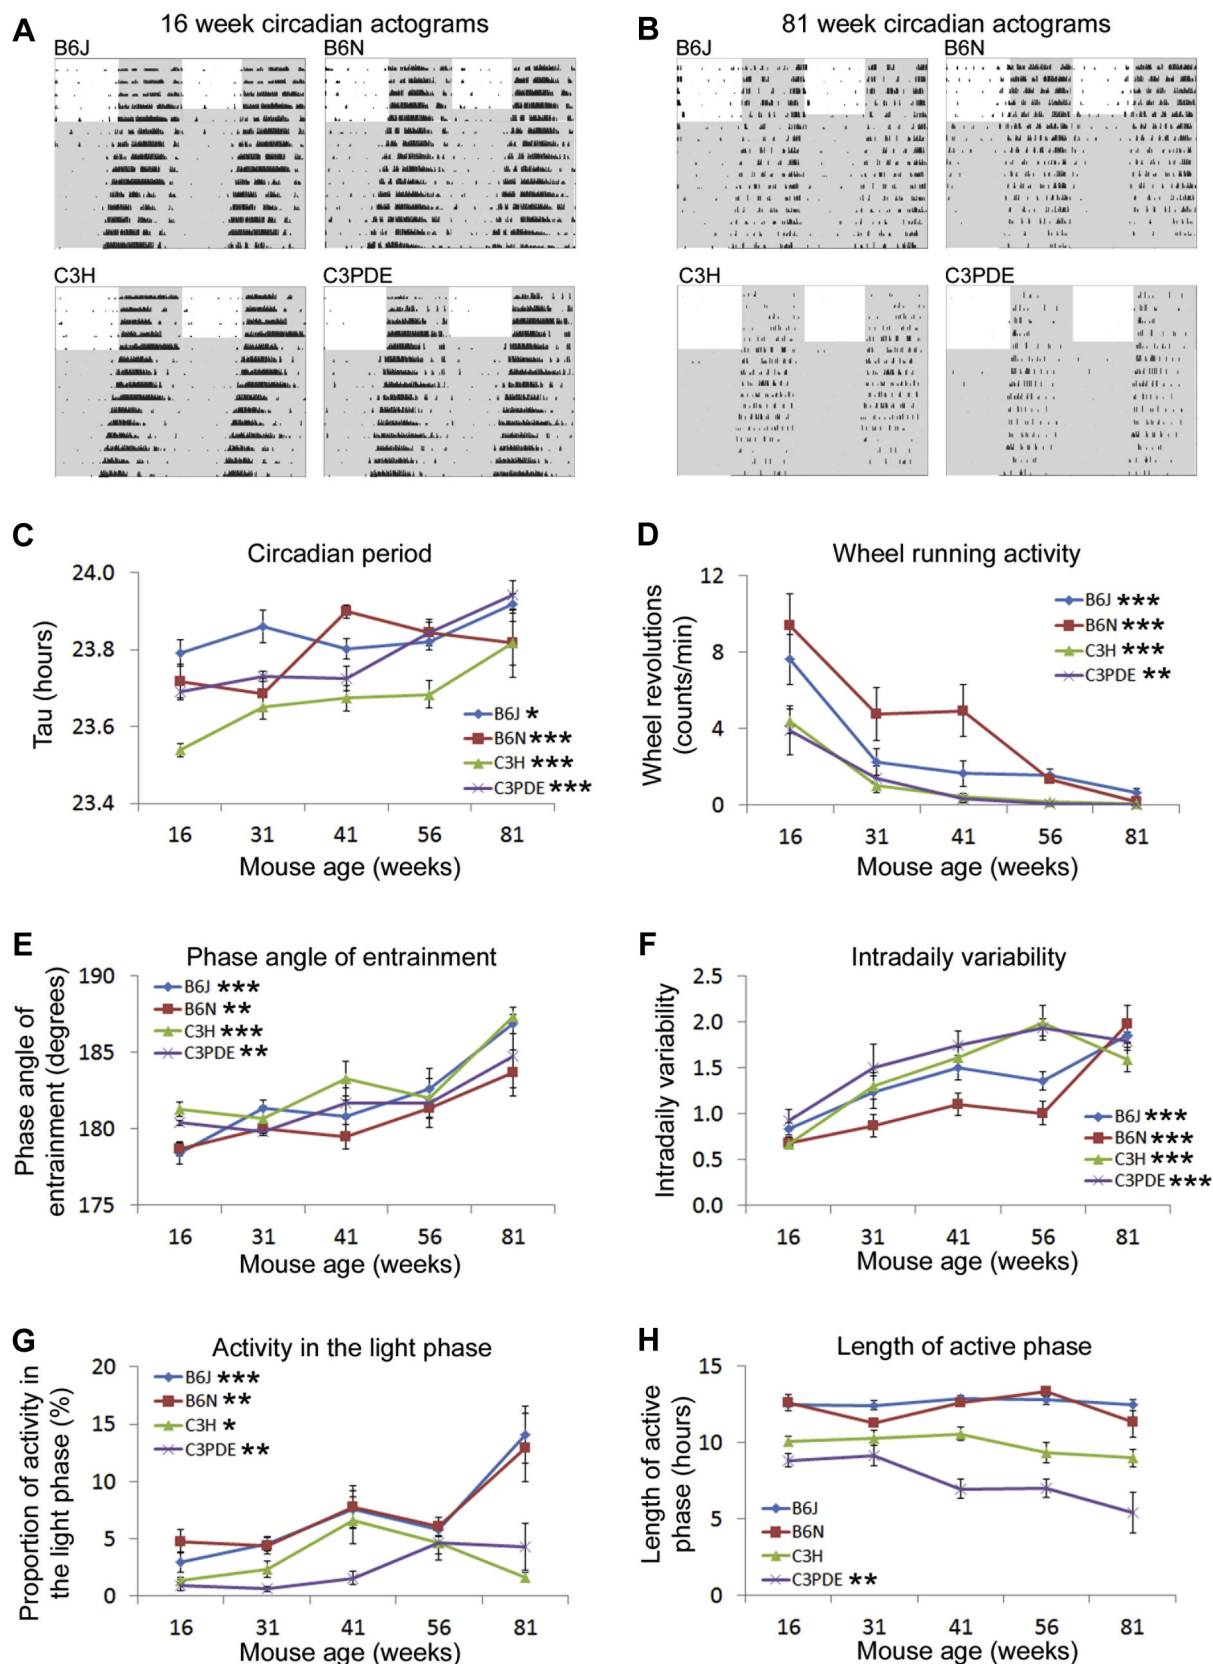 A
16 week circadian actograms
B6J
B6N
C3H
C3PDE
B
81 week circadian actograms
B6J
B6N
C3H
C3PDE
C
Circadian period
Tau (hours)
24.0
23.8
23.6
23.4
B6J *
B6N ***
C3H ***
C3PDE ***
16 31 41 56 81
Mouse age (weeks)
D
Wheel running activity
Wheel revolutions
(counts/min)
12
8
4
0
B6J ***
B6N ***
C3H ***
C3PDE **
16 31 41 56 81
Mouse age (weeks)
E
Phase angle of entrainment
Phase angle of
entrainment (degrees)
190
185
180
175
B6J ***
B6N **
C3H ***
C3PDE **
16 31 41 56 81
Mouse age (weeks)
F
Intradaily variability
Intradaily variability
2.5
2.0
1.5
1.0
0.5
0.0
B6J ***
B6N ***
C3H ***
C3PDE ***
16 31 41 56 81
Mouse age (weeks)
G
Activity in the light phase
Proportion of activity in
the light phase (%)
20
15
10
5
0
B6J ***
B6N **
C3H *
C3PDE **
16 31 41 56 81
Mouse age (weeks)
H
Length of active phase
Length of active
phase (hours)
15
10
5
0
B6J
B6N
C3H
C3PDE **
16 31 41 56 81
Mouse age (weeks)